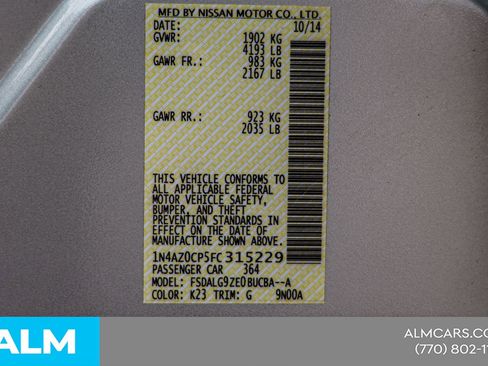 MFD BY NISSAN MOTOR CO., LTD.
DATE: 10/14
GVWR: 1902 KG
4193 LB
GAWR FR.: 983 KG
2167 LB
GAWR RR.: 923 KG
2035 LB
THIS VEHICLE CONFORMS TO
ALL APPLICABLE FEDERAL
MOTOR VEHICLE SAFETY,
BUMPER, AND THEFT
PREVENTION STANDARDS IN
EFFECT ON THE DATE OF
MANUFACTURE SHOWN ABOVE.
1N4AZ0CP5FC315229
PASSENGER CAR 364
MODEL: FSDALG9ZE0BUCBA--A
COLOR: K23 TRIM: G 9N00A
ALM
ALMCARS.COM
(770) 802-11